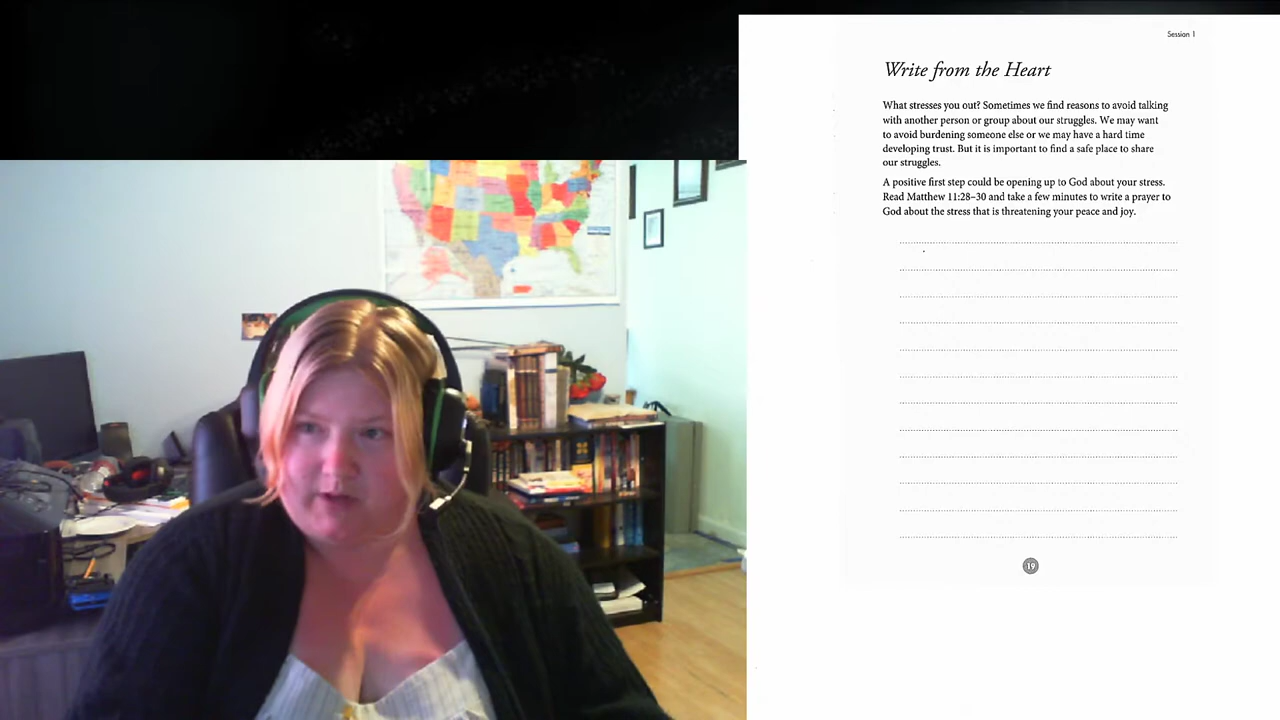 Session 1
Write from the Heart
What stresses you out? Sometimes we find reasons to avoid talking
with another person or group about our struggles. We may want
to avoid burdening someone else or we may have a hard time
developing trust. But it is important to find a safe place to share
our struggles.
A positive first step could be opening up to God about your stress.
Read Matthew 11:28–30 and take a few minutes to write a prayer to
God about the stress that is threatening your peace and joy.
19